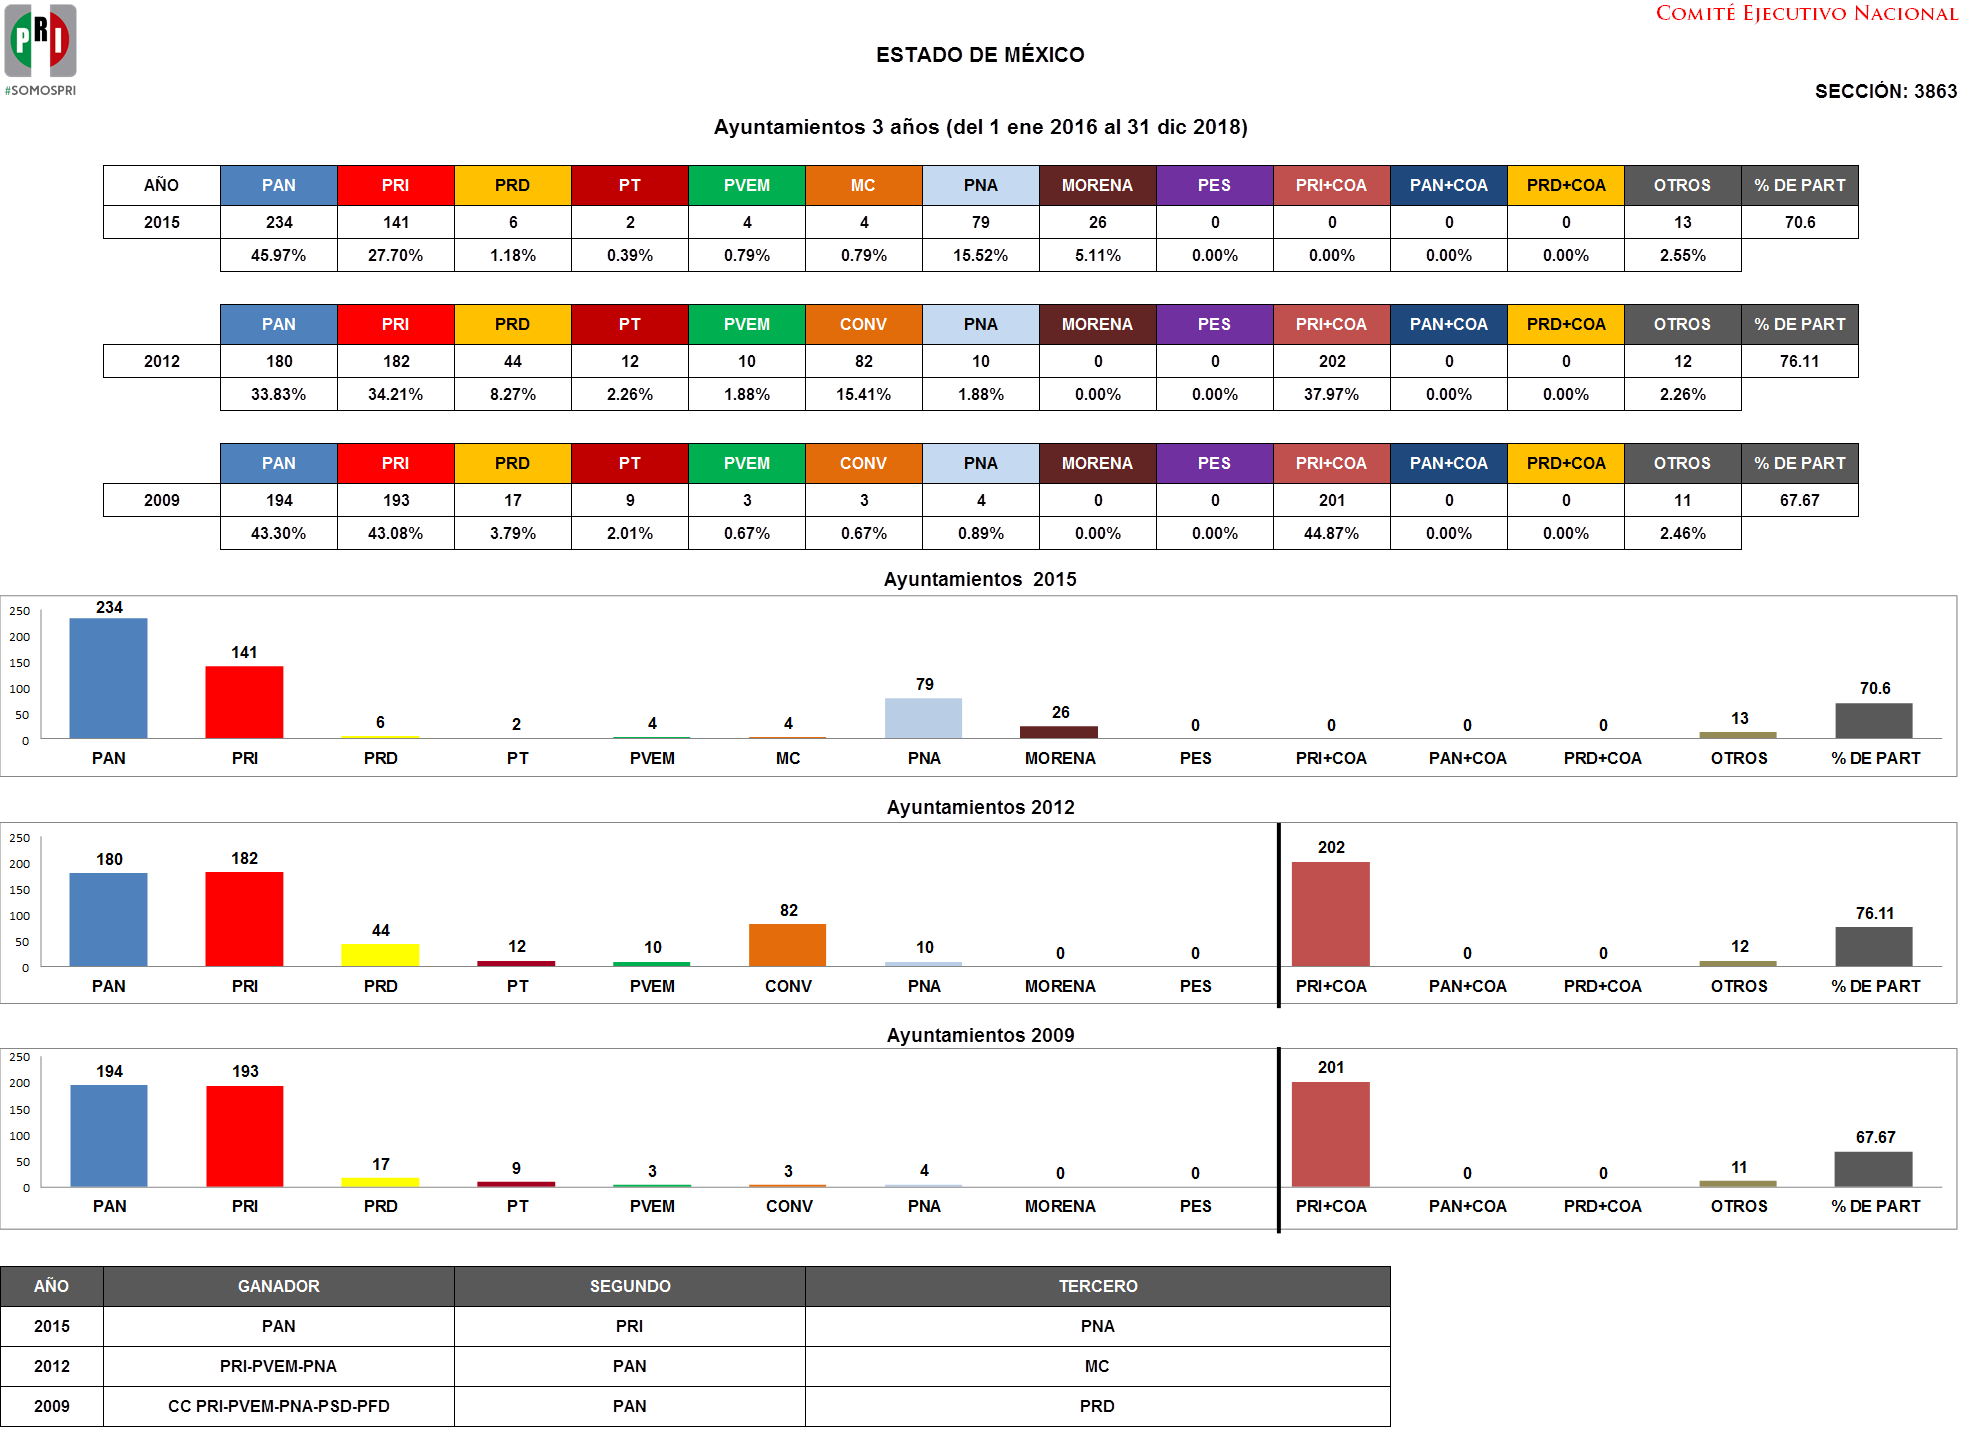 COMITÉ EJECUTIVO NACIONAL
PRI
#SOMOSPRI
ESTADO DE MÉXICO
SECCIÓN: 3863
Ayuntamientos 3 años (del 1 ene 2016 al 31 dic 2018)
AÑO PAN PRI PRD PT PVEM MC PNA MORENA PES PRI+COA PAN+COA PRD+COA OTROS % DE PART
2015 234 141 6 2 4 4 79 26 0 0 0 0 13 70.6
45.97% 27.70% 1.18% 0.39% 0.79% 0.79% 15.52% 5.11% 0.00% 0.00% 0.00% 0.00% 2.55%
PAN PRI PRD PT PVEM CONV PNA MORENA PES PRI+COA PAN+COA PRD+COA OTROS % DE PART
2012 180 182 44 12 10 82 10 0 0 202 0 0 12 76.11
33.83% 34.21% 8.27% 2.26% 1.88% 15.41% 1.88% 0.00% 0.00% 37.97% 0.00% 0.00% 2.26%
PAN PRI PRD PT PVEM CONV PNA MORENA PES PRI+COA PAN+COA PRD+COA OTROS % DE PART
2009 194 193 17 9 3 3 4 0 0 201 0 0 11 67.67
43.30% 43.08% 3.79% 2.01% 0.67% 0.67% 0.89% 0.00% 0.00% 44.87% 0.00% 0.00% 2.46%
Ayuntamientos 2015
250
200
150
100
50
0
234 141 6 2 4 4 79 26 0 0 0 0 13 70.6
PAN PRI PRD PT PVEM MC PNA MORENA PES PRI+COA PAN+COA PRD+COA OTROS % DE PART
Ayuntamientos 2012
250
200
150
100
50
0
180 182 44 12 10 82 10 0 0 202 0 0 12 76.11
PAN PRI PRD PT PVEM CONV PNA MORENA PES PRI+COA PAN+COA PRD+COA OTROS % DE PART
Ayuntamientos 2009
250
200
150
100
50
0
194 193 17 9 3 3 4 0 0 201 0 0 11 67.67
PAN PRI PRD PT PVEM CONV PNA MORENA PES PRI+COA PAN+COA PRD+COA OTROS % DE PART
AÑO GANADOR SEGUNDO TERCERO
2015 PAN PRI PNA
2012 PRI-PVEM-PNA PAN MC
2009 CC PRI-PVEM-PNA-PSD-PFD PAN PRD